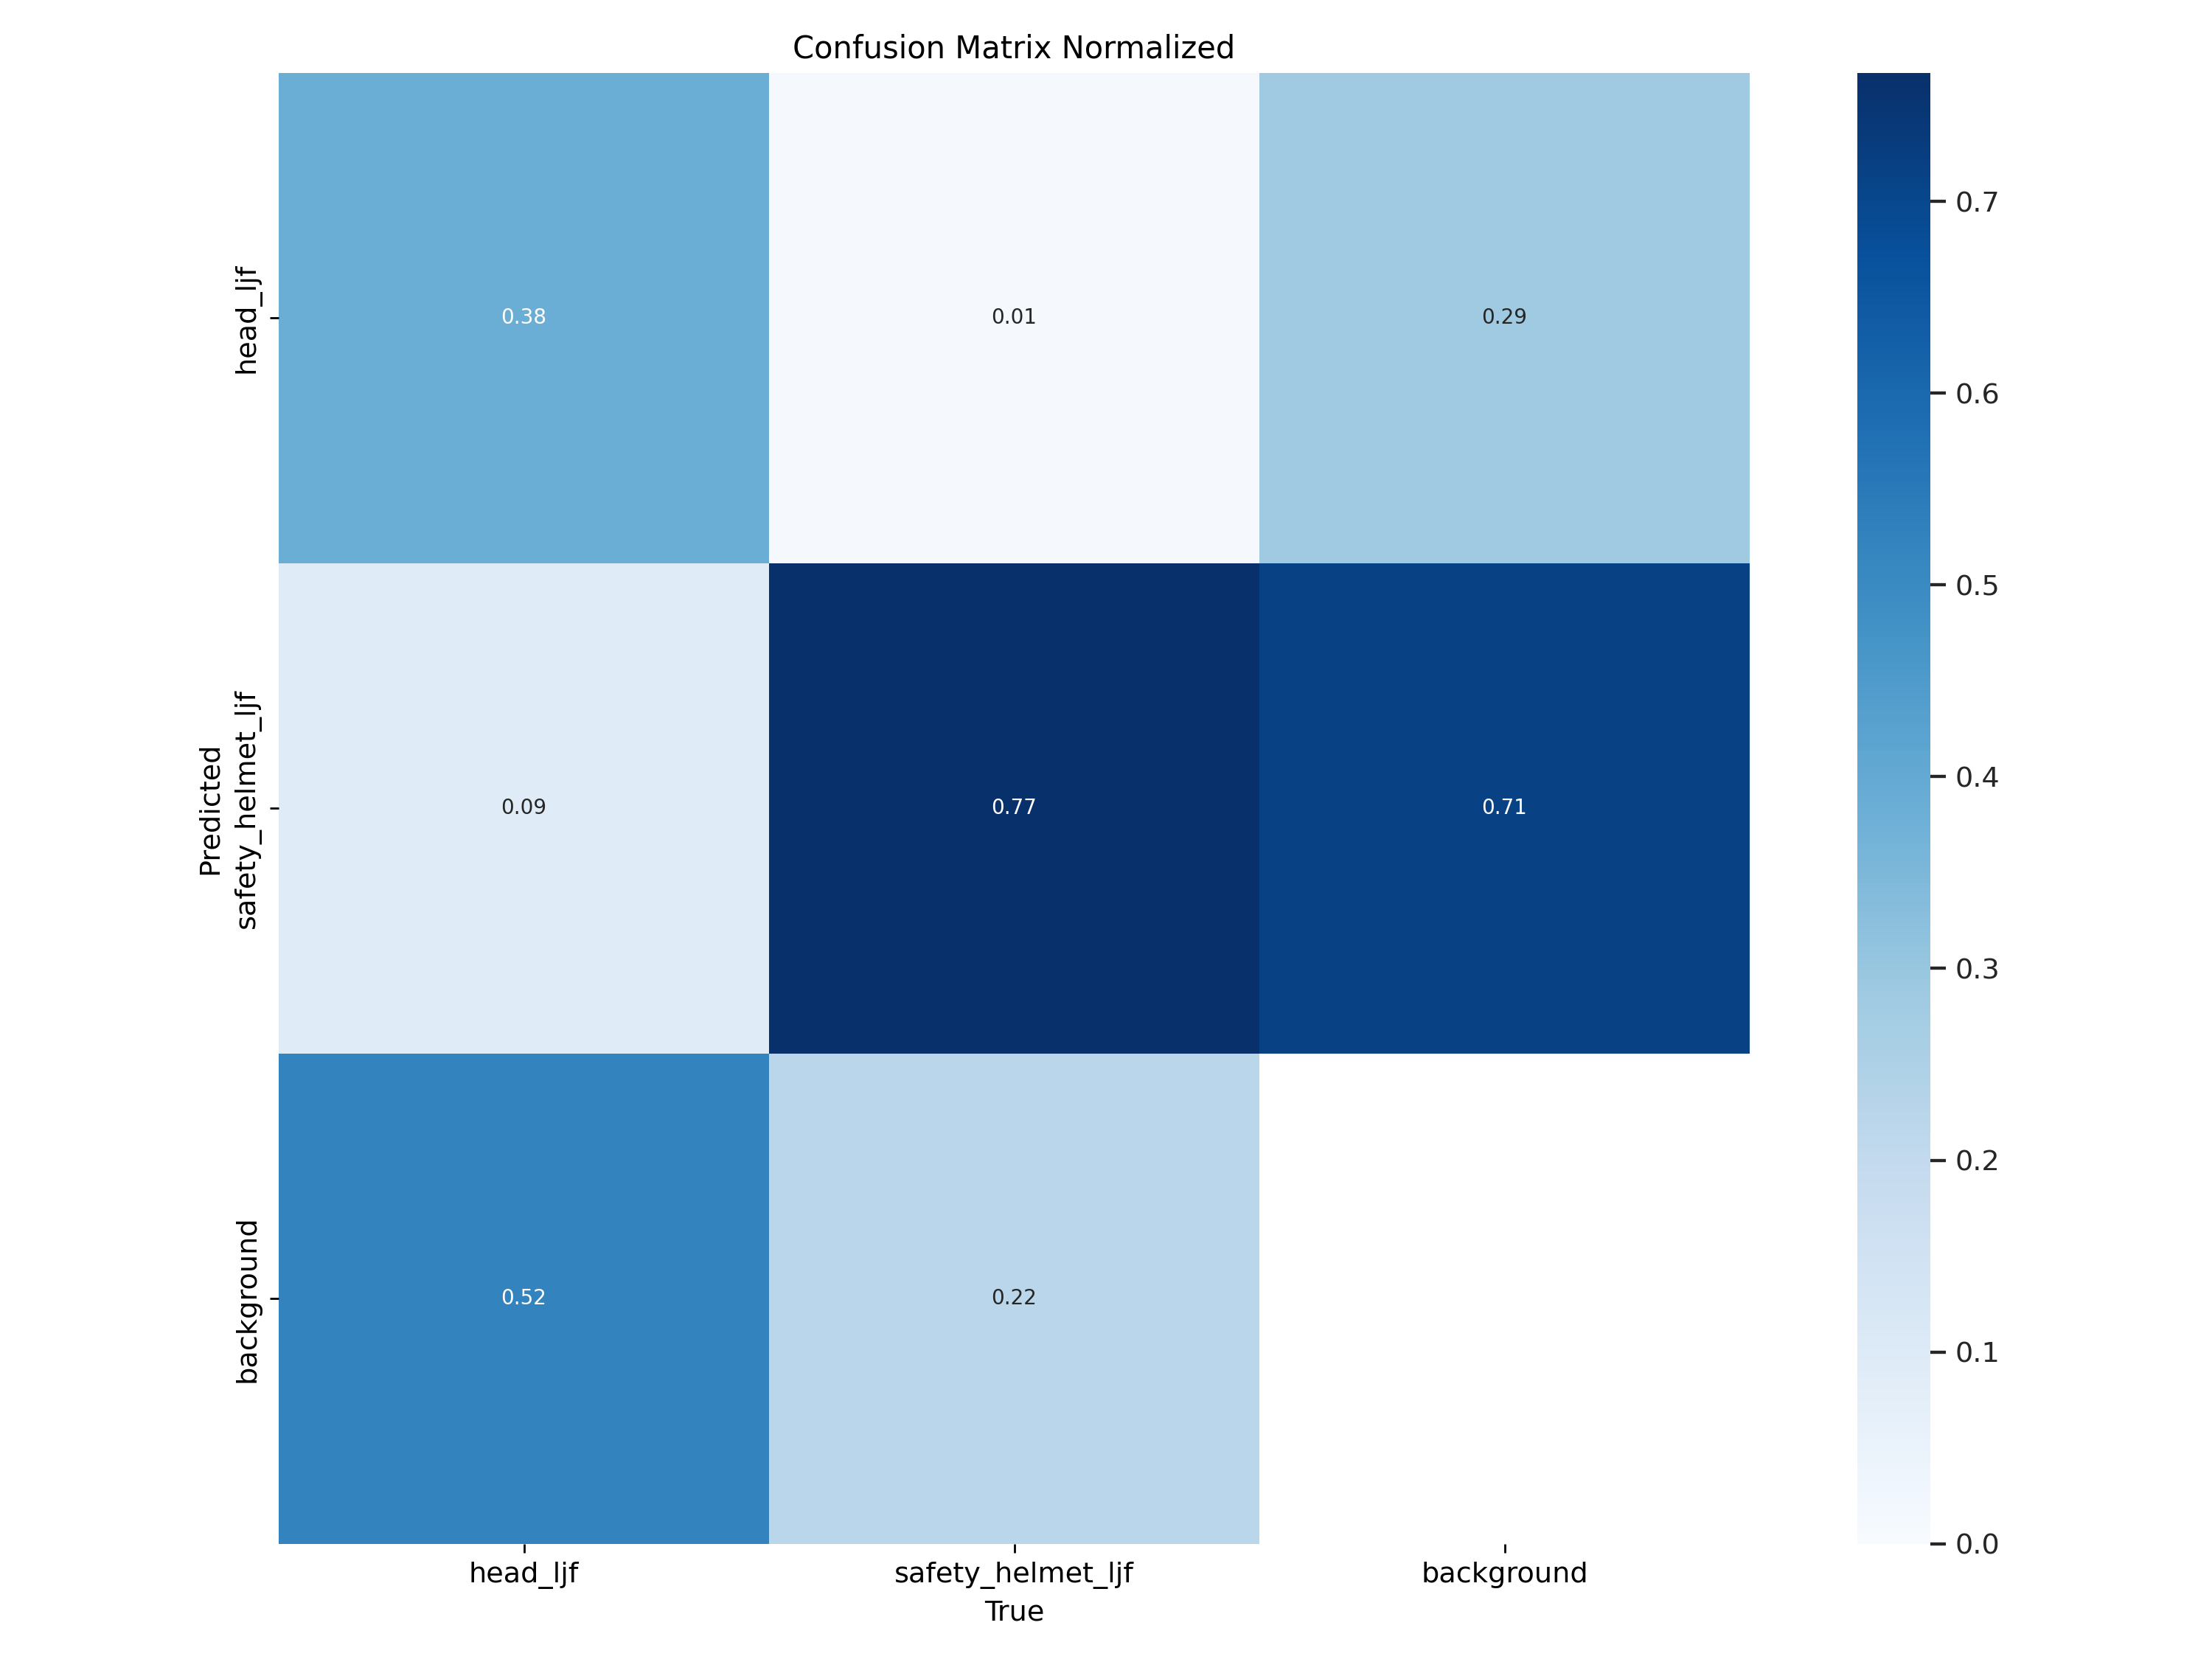 Confusion Matrix Normalized
Predicted
head_ljf
0.38
0.01
0.29
safety_helmet_ljf
0.09
0.77
0.71
background
0.52
0.22
head_ljf
safety_helmet_ljf
background
True
0.7
0.6
0.5
0.4
0.3
0.2
0.1
0.0